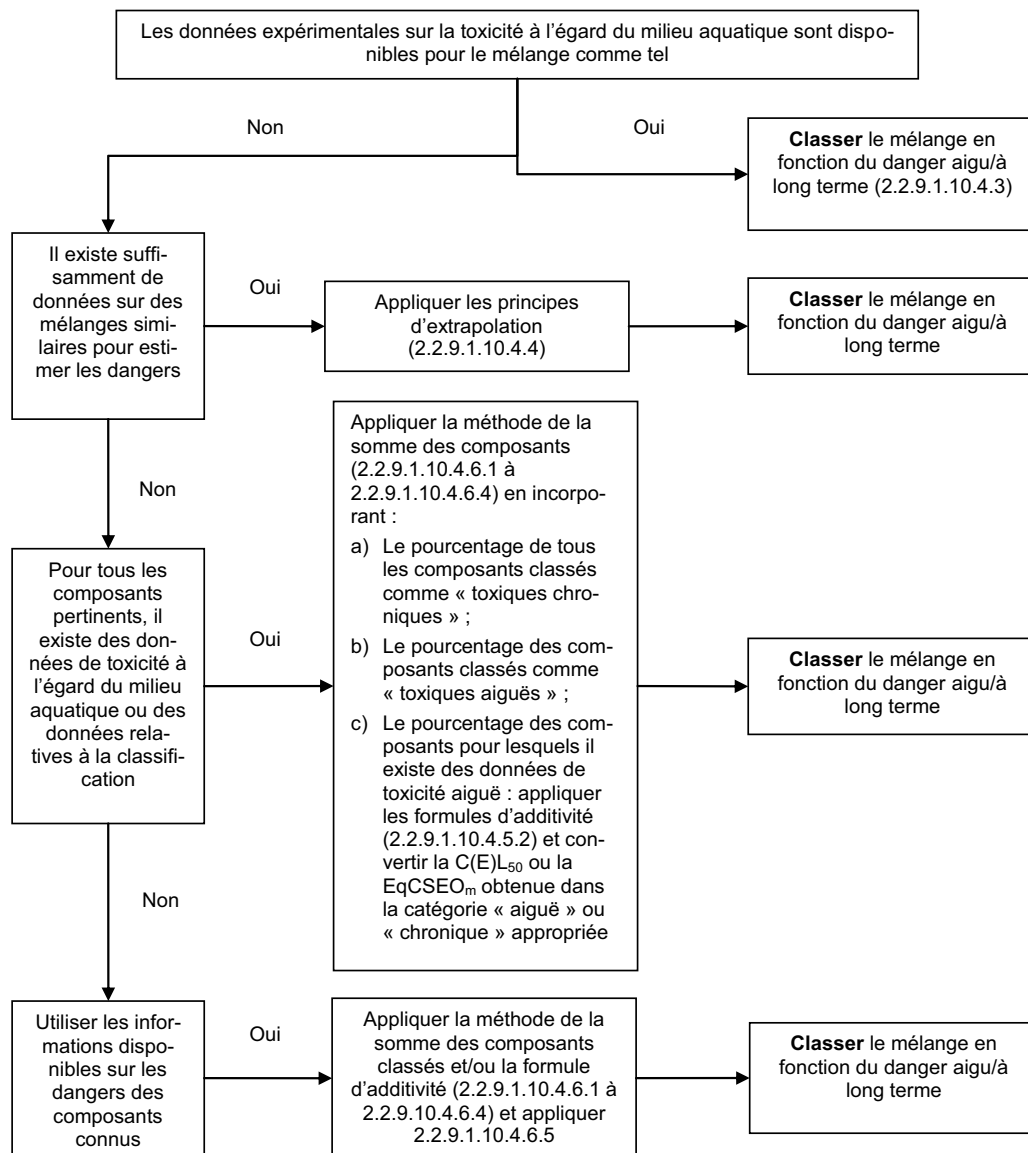 Les données expérimentales sur la toxicité à l’égard du milieu aquatique sont dispo-
nibles pour le mélange comme tel
Non
Oui
Classer le mélange en
fonction du danger aigu/à
long terme (2.2.9.1.10.4.3)
Il existe suffi-
samment de
données sur des
mélanges simi-
laires pour esti-
mer les dangers
Oui
Appliquer les principes
d’extrapolation
(2.2.9.1.10.4.4)
Classer le mélange en
fonction du danger aigu/à
long terme
Non
Pour tous les
composants
pertinents, il
existe des don-
nées de toxicité à
l’égard du milieu
aquatique ou des
données rela-
tives à la classifi-
cation
Oui
Appliquer la méthode de la
somme des composants
(2.2.9.1.10.4.6.1 à
2.2.9.1.10.4.6.4) en incorpo-
rant :
a) Le pourcentage de tous
les composants classés
comme « toxiques chro-
niques » ;
b) Le pourcentage des com-
posants classés comme
« toxiques aiguës » ;
c) Le pourcentage des com-
posants pour lesquels il
existe des données de
toxicité aiguë : appliquer
les formules d’additivité
(2.2.9.1.10.4.5.2) et con-
vertir la C(E)L50 ou la
EqCSEOm obtenue dans
la catégorie « aiguë » ou
« chronique » appropriée
Classer le mélange en
fonction du danger aigu/à
long terme
Non
Utiliser les infor-
mations dispo-
nibles sur les
dangers des
composants
connus
Oui
Appliquer la méthode de la
somme des composants
classés et/ou la formule
d’additivité (2.2.9.1.10.4.6.1 à
2.2.9.10.4.6.4) et appliquer
2.2.9.1.10.4.6.5
Classer le mélange en
fonction du danger aigu/à
long terme